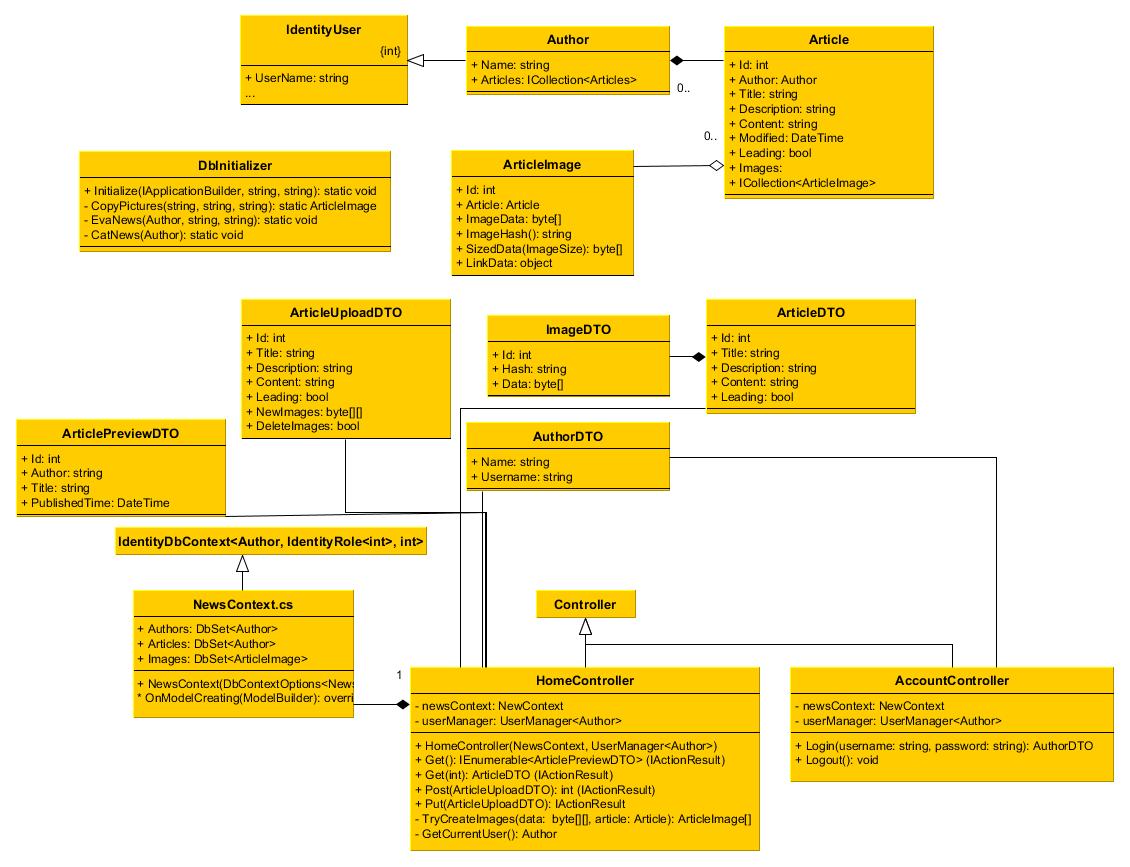 IdentityUser
{int}
+ UserName: string
...
Author
+ Name: string
+ Articles: ICollection<Articles>
0..
Article
+ Id: int
+ Author: Author
+ Title: string
+ Description: string
+ Content: string
+ Modified: DateTime
+ Leading: bool
+ Images:
+ ICollection<ArticleImage>
0..
DbInitializer
+ Initialize(IApplicationBuilder, string, string): static void
- CopyPictures(string, string, string): static ArticleImage
- EvaNews(Author, string, string): static void
- CatNews(Author): static void
ArticleImage
+ Id: int
+ Article: Article
+ ImageData: byte[]
+ ImageHash(): string
+ SizedData(ImageSize): byte[]
+ LinkData: object
ArticleUploadDTO
+ Id: int
+ Title: string
+ Description: string
+ Content: string
+ Leading: bool
+ NewImages: byte[][]
+ DeleteImages: bool
ImageDTO
+ Id: int
+ Hash: string
+ Data: byte[]
ArticleDTO
+ Id: int
+ Title: string
+ Description: string
+ Content: string
+ Leading: bool
ArticlePreviewDTO
+ Id: int
+ Author: string
+ Title: string
+ PublishedTime: DateTime
AuthorDTO
+ Name: string
+ Username: string
IdentityDbContext<Author, IdentityRole<int>, int>
NewsContext.cs
+ Authors: DbSet<Author>
+ Articles: DbSet<Author>
+ Images: DbSet<ArticleImage>
+ NewsContext(DbContextOptions<News
* OnModelCreating(ModelBuilder): overri
1
Controller
HomeController
- newsContext: NewContext
- userManager: UserManager<Author>
+ HomeController(NewsContext, UserManager<Author>)
+ Get(): IEnumerable<ArticlePreviewDTO> (IActionResult)
+ Get(int): ArticleDTO (IActionResult)
+ Post(ArticleUploadDTO): int (IActionResult)
+ Put(ArticleUploadDTO): IActionResult
- TryCreateImages(data:  byte[][], article: Article): ArticleImage[]
- GetCurrentUser(): Author
AccountController
- newsContext: NewContext
- userManager: UserManager<Author>
+ Login(username: string, password: string): AuthorDTO
+ Logout(): void